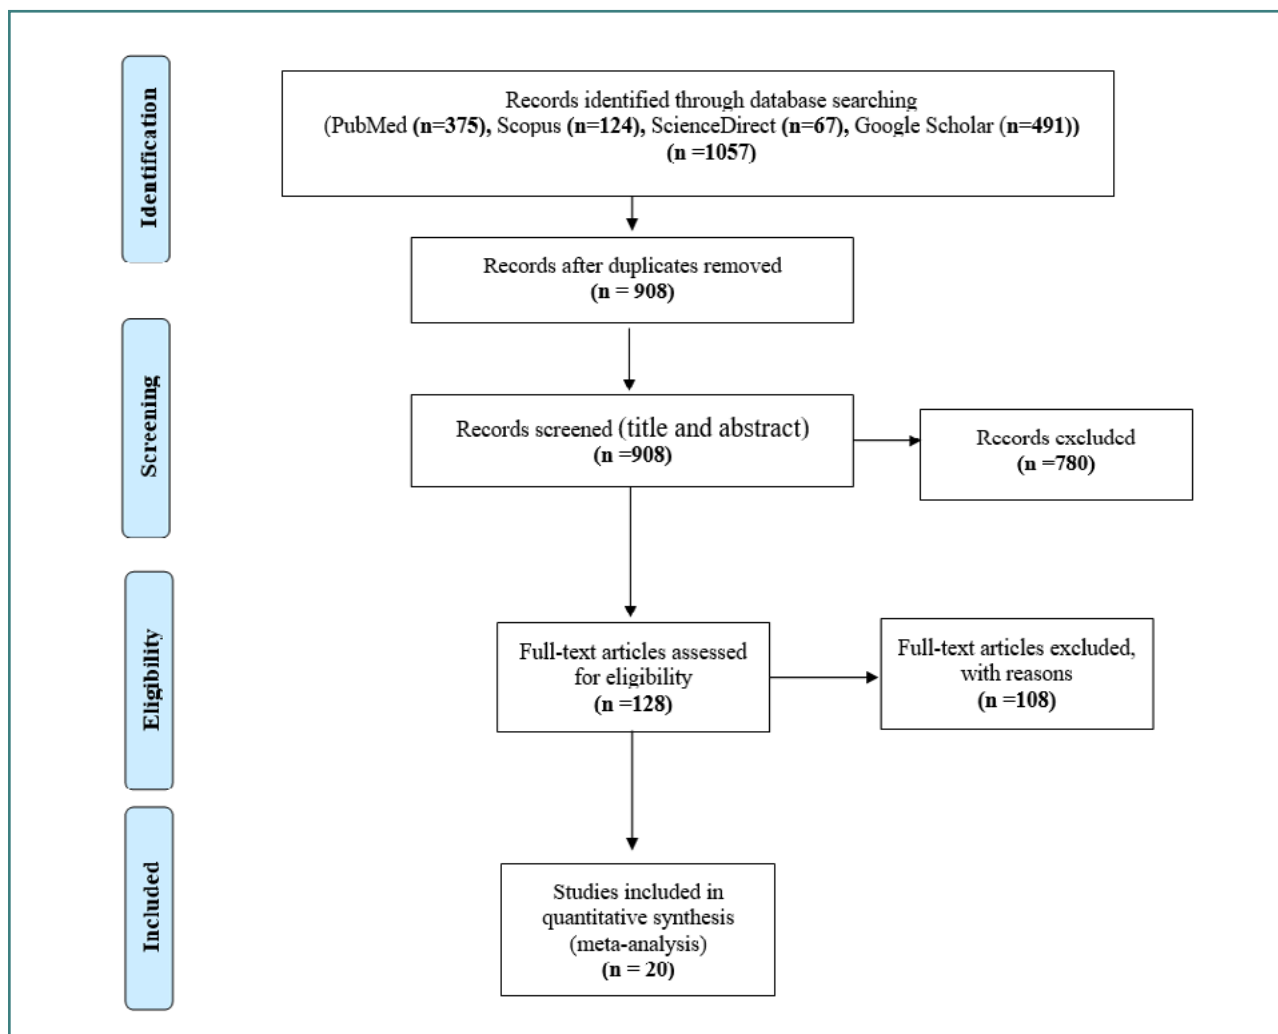 Identification
Records identified through database searching
(PubMed (n=375), Scopus (n=124), ScienceDirect (n=67), Google Scholar (n=491))
(n =1057)
Records after duplicates removed
(n = 908)
Screening
Records screened (title and abstract)
(n =908)
Records excluded
(n =780)
Eligibility
Full-text articles assessed
for eligibility
(n =128)
Full-text articles excluded,
with reasons
(n =108)
Included
Studies included in
quantitative synthesis
(meta-analysis)
(n = 20)